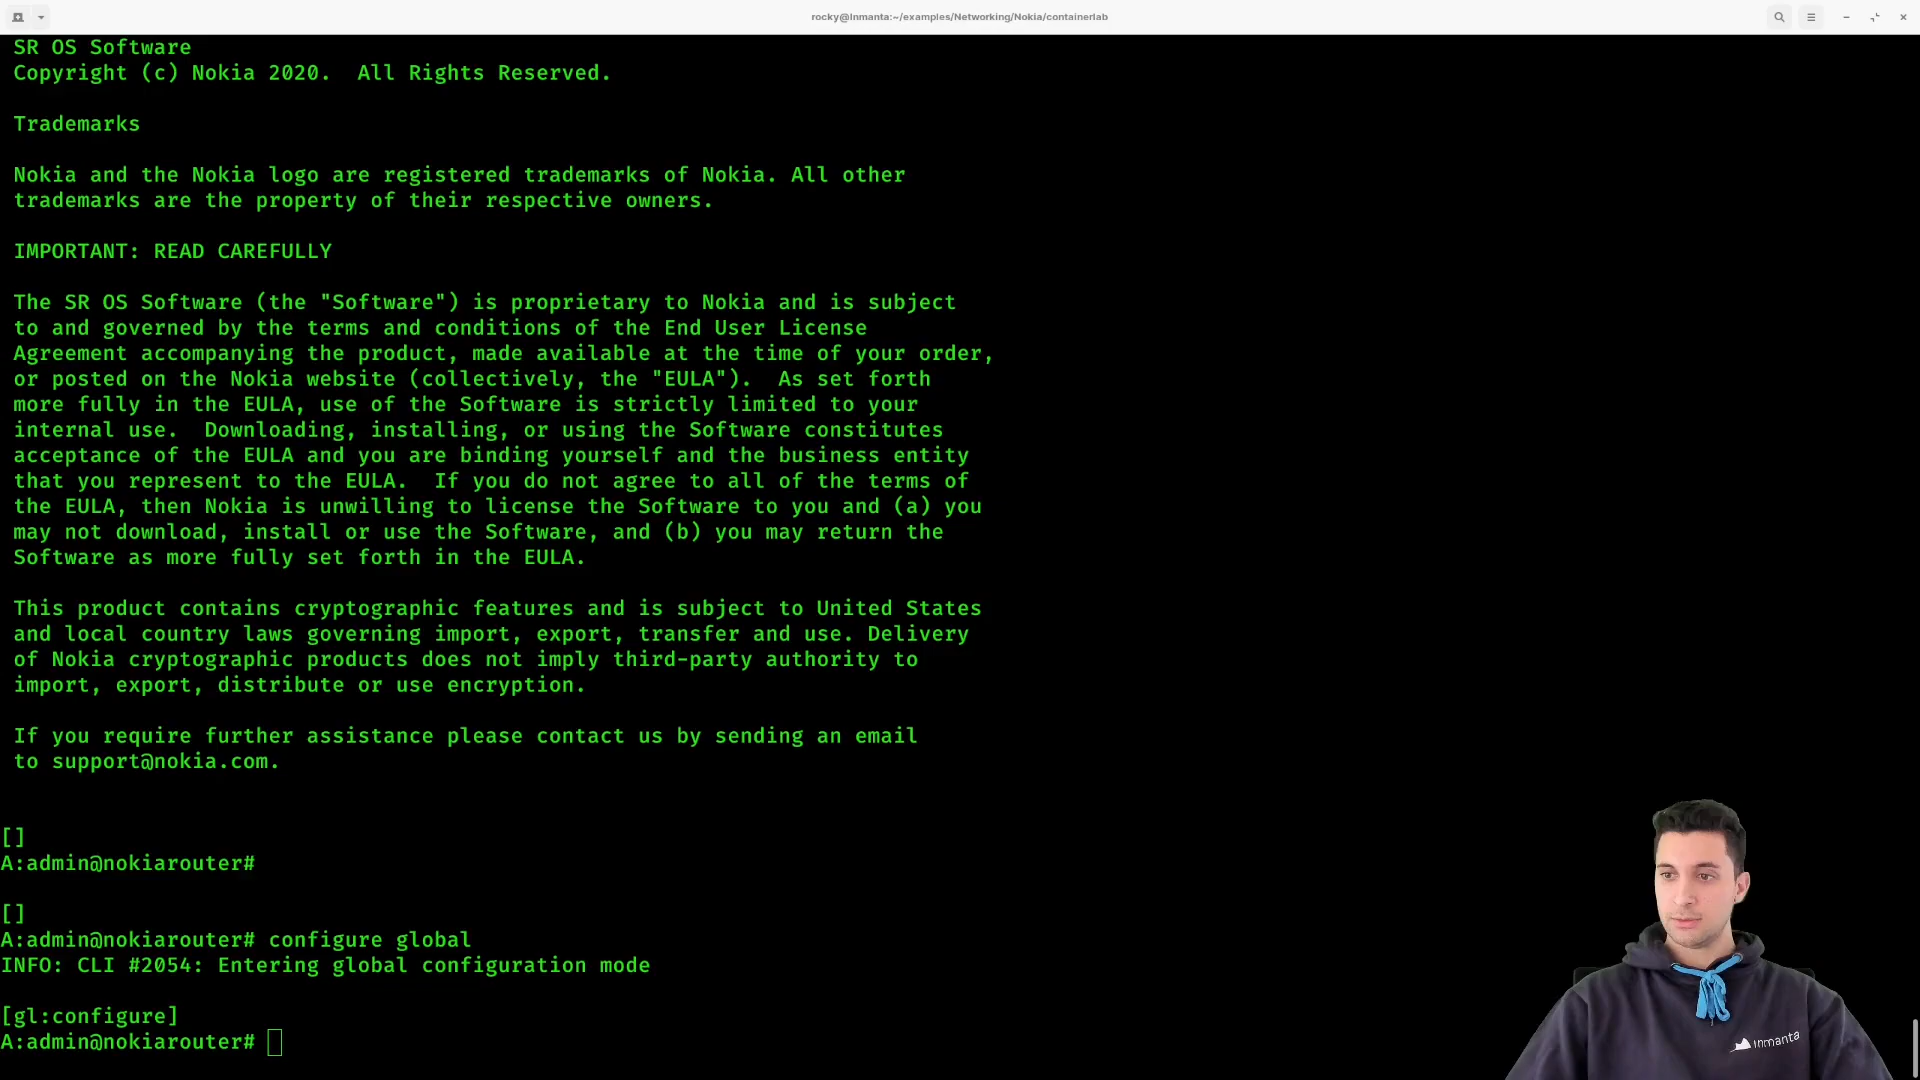 rocky@Inmanta:~/examples/Networking/Nokia/containerlab
SR OS Software
Copyright (c) Nokia 2020.  All Rights Reserved.
Trademarks
Nokia and the Nokia logo are registered trademarks of Nokia. All other
trademarks are the property of their respective owners.
IMPORTANT: READ CAREFULLY
The SR OS Software (the "Software") is proprietary to Nokia and is subject
to and governed by the terms and conditions of the End User License
Agreement accompanying the product, made available at the time of your order,
or posted on the Nokia website (collectively, the "EULA").  As set forth
more fully in the EULA, use of the Software is strictly limited to your
internal use.  Downloading, installing, or using the Software constitutes
acceptance of the EULA and you are binding yourself and the business entity
that you represent to the EULA.  If you do not agree to all of the terms of
the EULA, then Nokia is unwilling to license the Software to you and (a) you
may not download, install or use the Software, and (b) you may return the
Software as more fully set forth in the EULA.
This product contains cryptographic features and is subject to United States
and local country laws governing import, export, transfer and use. Delivery
of Nokia cryptographic products does not imply third-party authority to
import, export, distribute or use encryption.
If you require further assistance please contact us by sending an email
to support@nokia.com.
[]
A:admin@nokiarouter#
[]
A:admin@nokiarouter# configure global
INFO: CLI #2054: Entering global configuration mode
[gl:configure]
A:admin@nokiarouter#
Inmanta